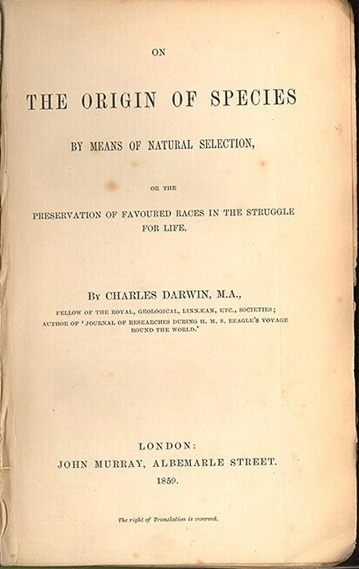 ON
THE ORIGIN OF SPECIES
BY MEANS OF NATURAL SELECTION,
OR THE
PRESERVATION OF FAVOURED RACES IN THE STRUGGLE
FOR LIFE.
BY CHARLES DARWIN, M.A.,
FELLOW OF THE ROYAL, GEOLOGICAL, LINNÆAN, ETC., SOCIETIES;
AUTHOR OF 'JOURNAL OF RESEARCHES DURING H. M. S. BEAGLE'S VOYAGE
ROUND THE WORLD.'
LONDON:
JOHN MURRAY, ALBEMARLE STREET.
1859.
The right of Translation is reserved.